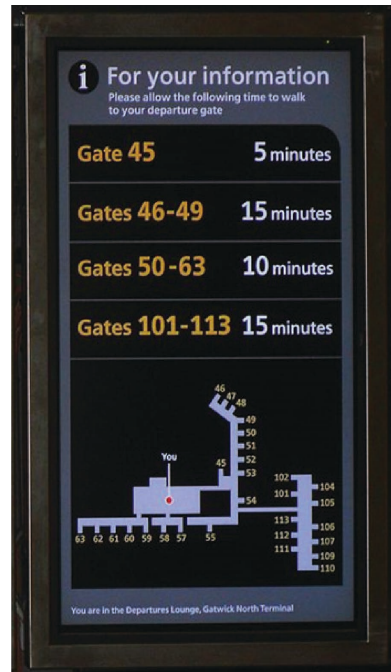 i For your information
Please allow the following time to walk
to your departure gate
Gate 45 5 minutes
Gates 46-49 15 minutes
Gates 50-63 10 minutes
Gates 101-113 15 minutes
46
47
48
49
50
51
52
45
53
You
102
104
101
105
54
113
106
112
107
111
109
110
63 62 61 60 59 58 57 55
You are in the Departures Lounge, Gatwick North Terminal